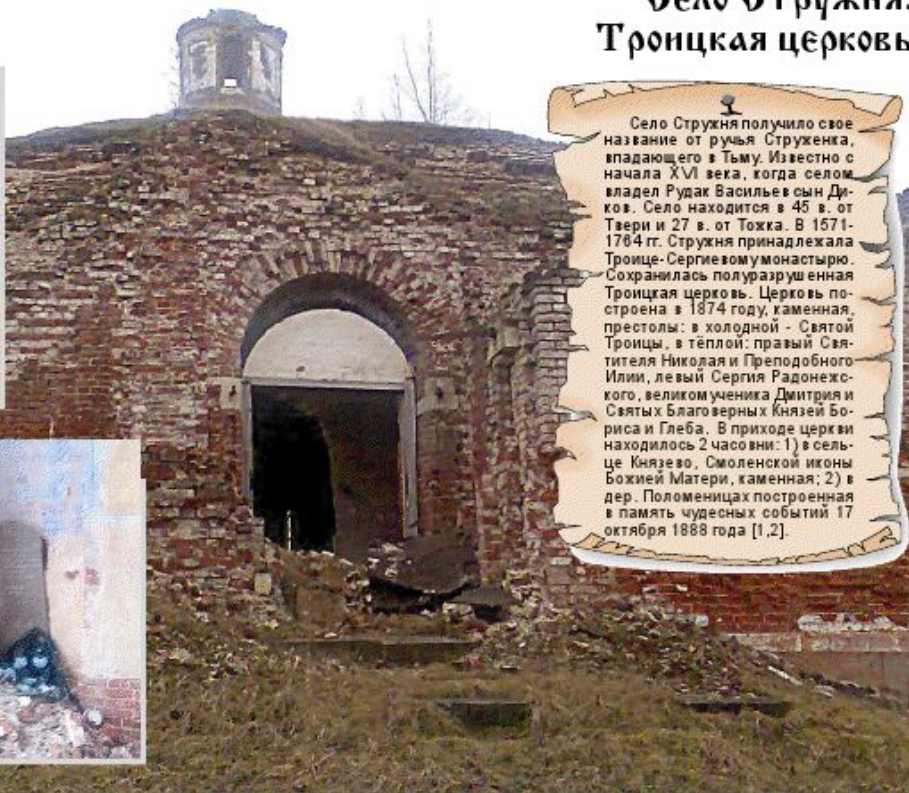 Село Стружня.
Троицкая церковь
Село Стружня получило свое
название от ручья Струженка,
впадающего в Тьму. Известно с
начала XVI века, когда селом
владел Рудак Васильев сын Ди-
ков. Село находится в 45 в. от
Твери и 27 в. от Тожка. В 1571-
1764 гг. Стружня принадлежала
Троице-Сергиевому монастырю.
Сохранилась полуразрушенная
Троицкая церковь. Церковь по-
строена в 1874 году, каменная,
престолы: в холодной - Святой
Троицы, в тёплой: правый Свя-
тителя Николая и Преподобного
Илии, левый Сергия Радонежс-
кого, великомученика Дмитрия и
Святых Благоверных Князей Бо-
риса и Глеба. В приходе церкви
находилось 2 часовни: 1) в сель-
це Князево, Смоленской иконы
Божией Матери, каменная; 2) в
дер. Поломеницах построенная
в память чудесных событий 17
октября 1888 года [1,2].